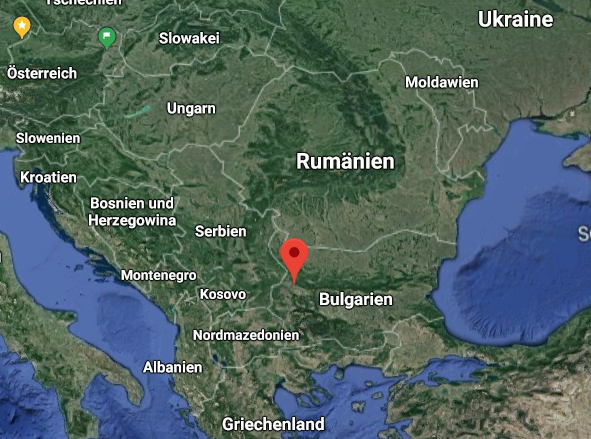 Tschechien
Ukraine
Slowakei
Österreich
Moldawien
Ungarn
Slowenien
Rumänien
Kroatien
Bosnien und
Herzegowina
Serbien
Montenegro
Kosovo
Bulgarien
Nordmazedonien
Albanien
Griechenland